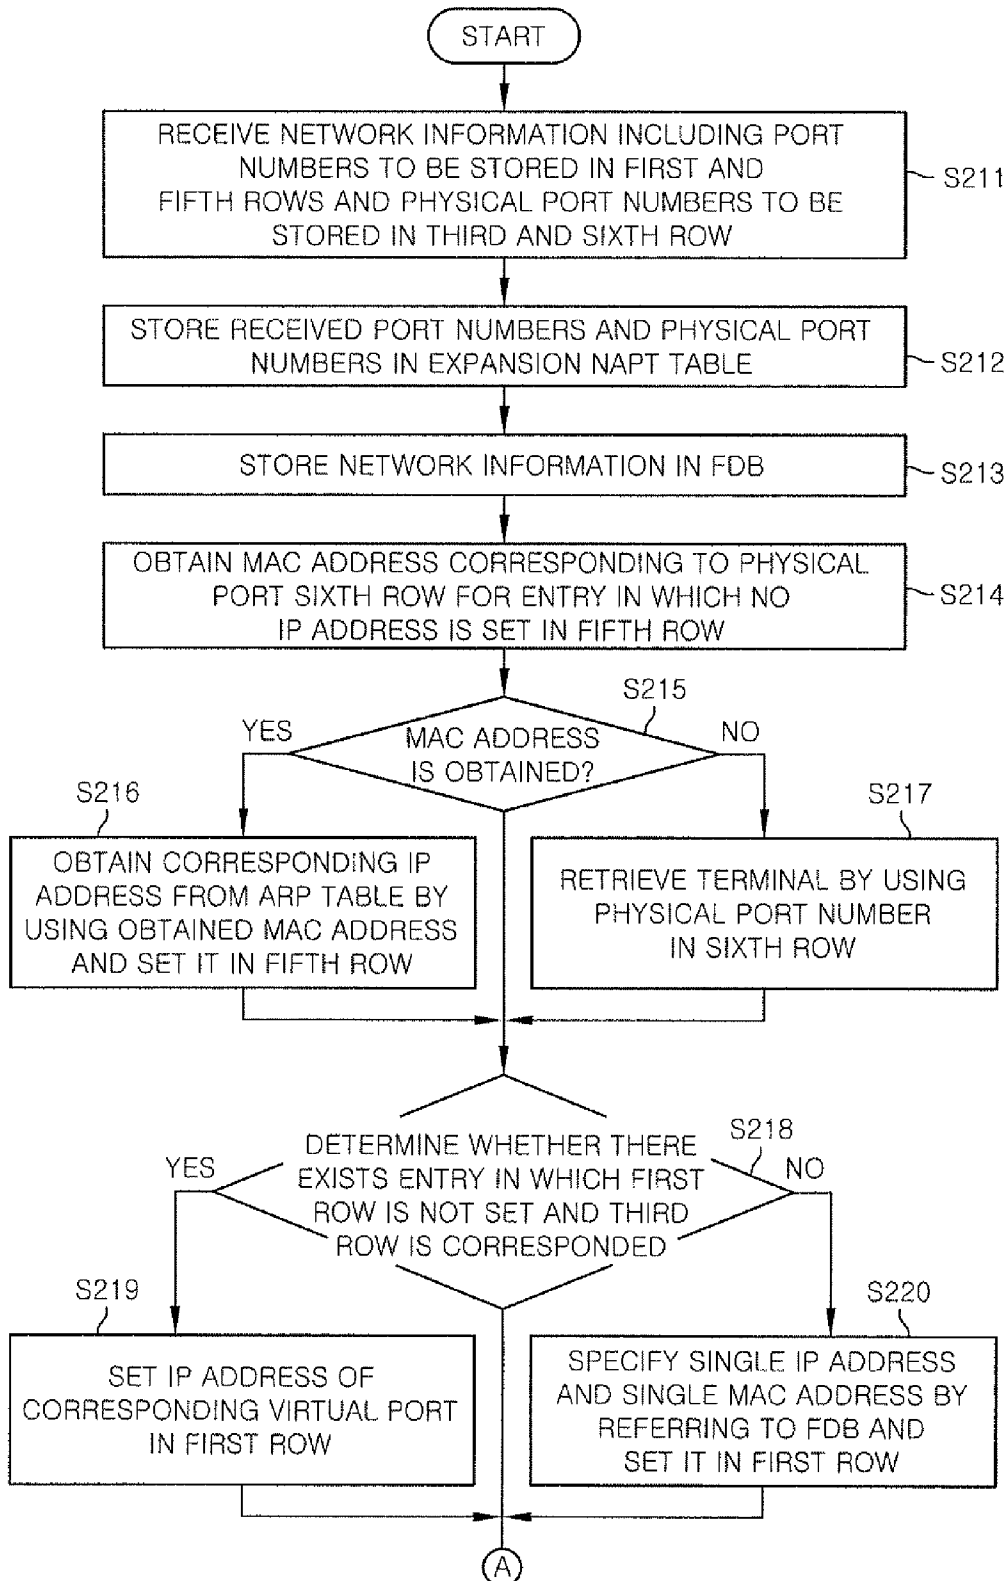 START
RECEIVE NETWORK INFORMATION INCLUDING PORT
NUMBERS TO BE STORED IN FIRST AND
FIFTH ROWS AND PHYSICAL PORT NUMBERS TO BE
STORED IN THIRD AND SIXTH ROW
S211
STORE RECEIVED PORT NUMBERS AND PHYSICAL PORT
NUMBERS IN EXPANSION NAPT TABLE
S212
STORE NETWORK INFORMATION IN FDB
S213
OBTAIN MAC ADDRESS CORRESPONDING TO PHYSICAL
PORT SIXTH ROW FOR ENTRY IN WHICH NO
IP ADDRESS IS SET IN FIFTH ROW
S214
S215
YES
MAC ADDRESS
IS OBTAINED?
NO
S216
OBTAIN CORRESPONDING IP
ADDRESS FROM ARP TABLE BY
USING OBTAINED MAC ADDRESS
AND SET IT IN FIFTH ROW
S217
RETRIEVE TERMINAL BY USING
PHYSICAL PORT NUMBER
IN SIXTH ROW
S218
YES
DETERMINE WHETHER THERE
EXISTS ENTRY IN WHICH FIRST
ROW IS NOT SET AND THIRD
ROW IS CORRESPONDED
NO
S219
SET IP ADDRESS OF
CORRESPONDING VIRTUAL PORT
IN FIRST ROW
S220
SPECIFY SINGLE IP ADDRESS
AND SINGLE MAC ADDRESS BY
REFERRING TO FDB AND
SET IT IN FIRST ROW
A